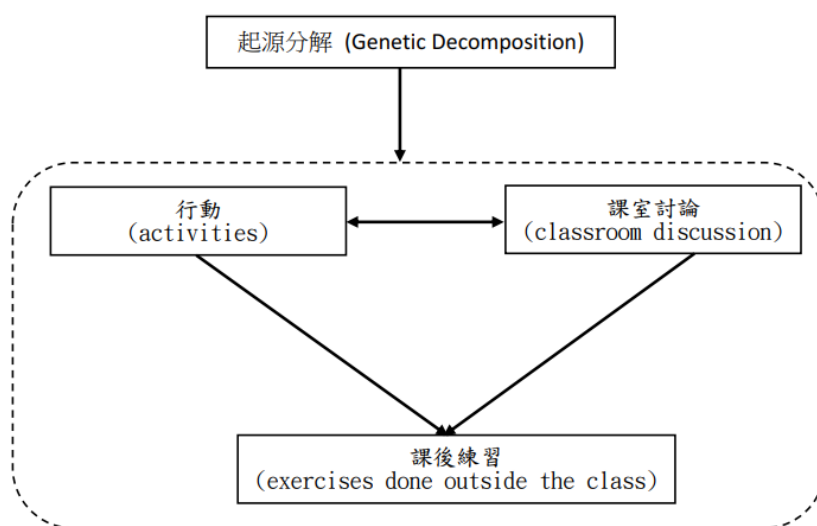 起源分解 (Genetic Decomposition)
行動
(activities)
課室討論
(classroom discussion)
課後練習
(exercises done outside the class)